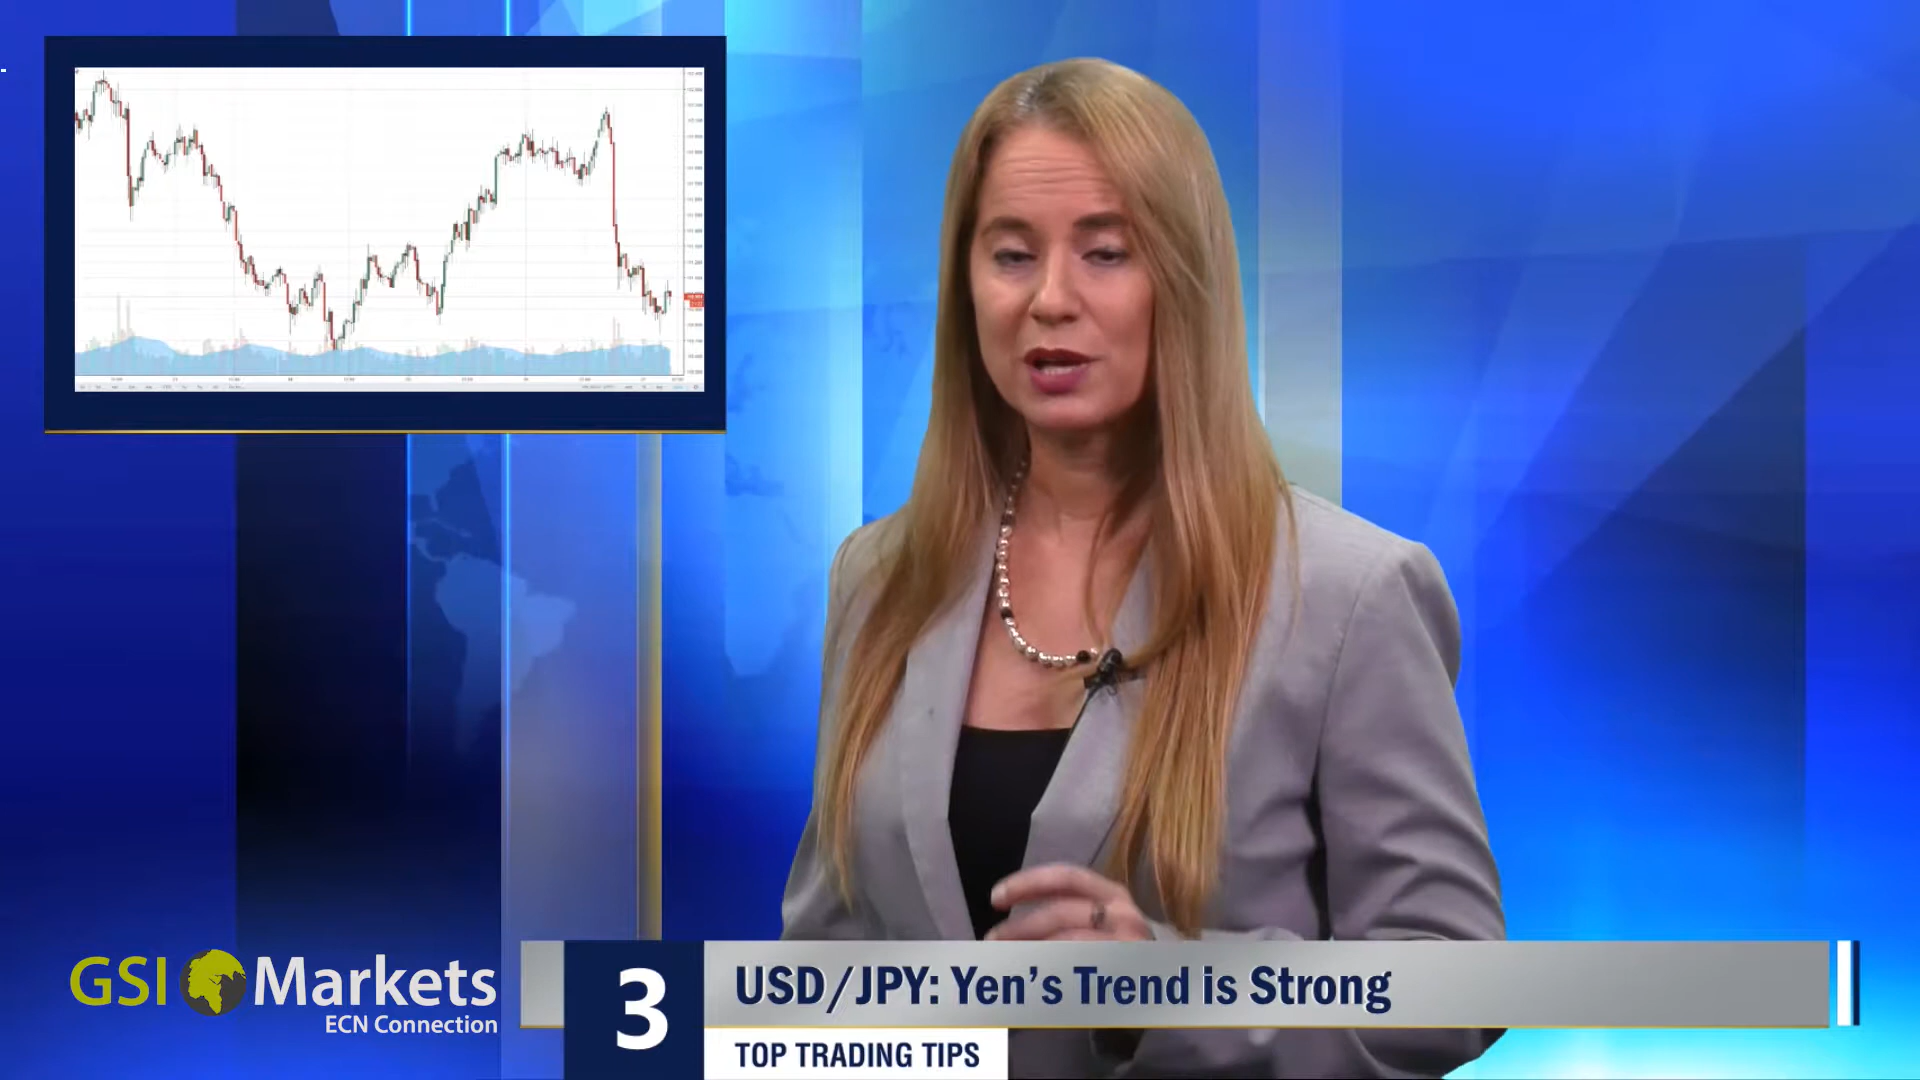 GSI Markets
ECN Connection
3
USD/JPY: Yen's Trend is Strong
TOP TRADING TIPS